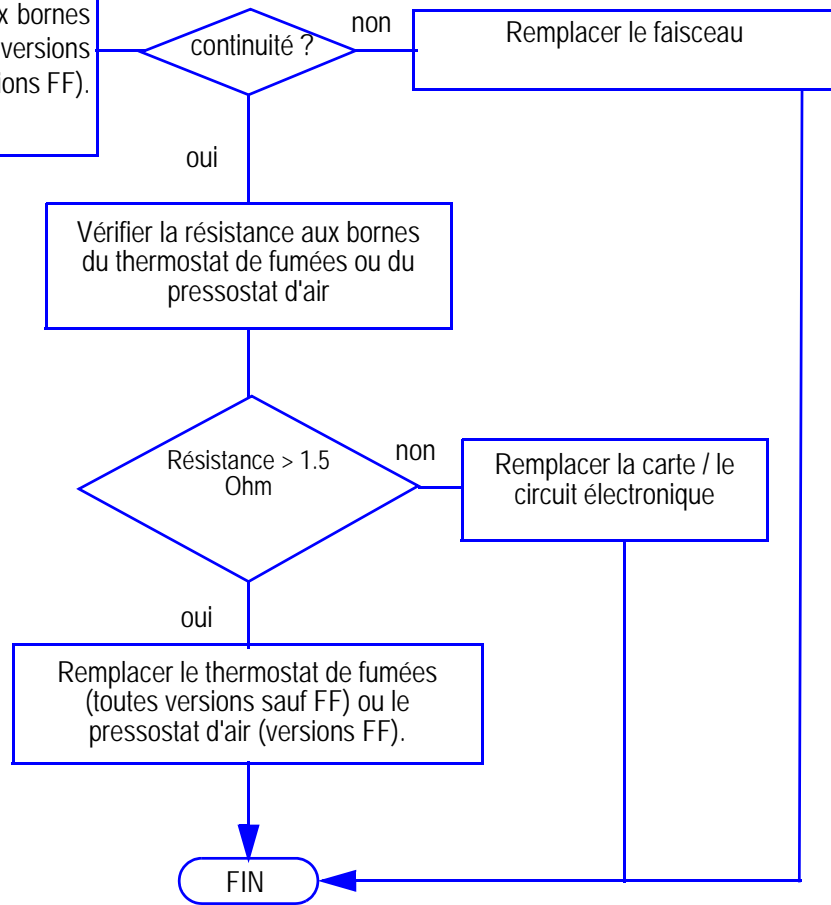 x bornes
versions
ions FF).
continuité ?
non
Remplacer le faisceau
oui
Vérifier la résistance aux bornes
du thermostat de fumées ou du
pressostat d'air
Résistance > 1.5
Ohm
non
Remplacer la carte / le
circuit électronique
oui
Remplacer le thermostat de fumées
(toutes versions sauf FF) ou le
pressostat d'air (versions FF).
FIN